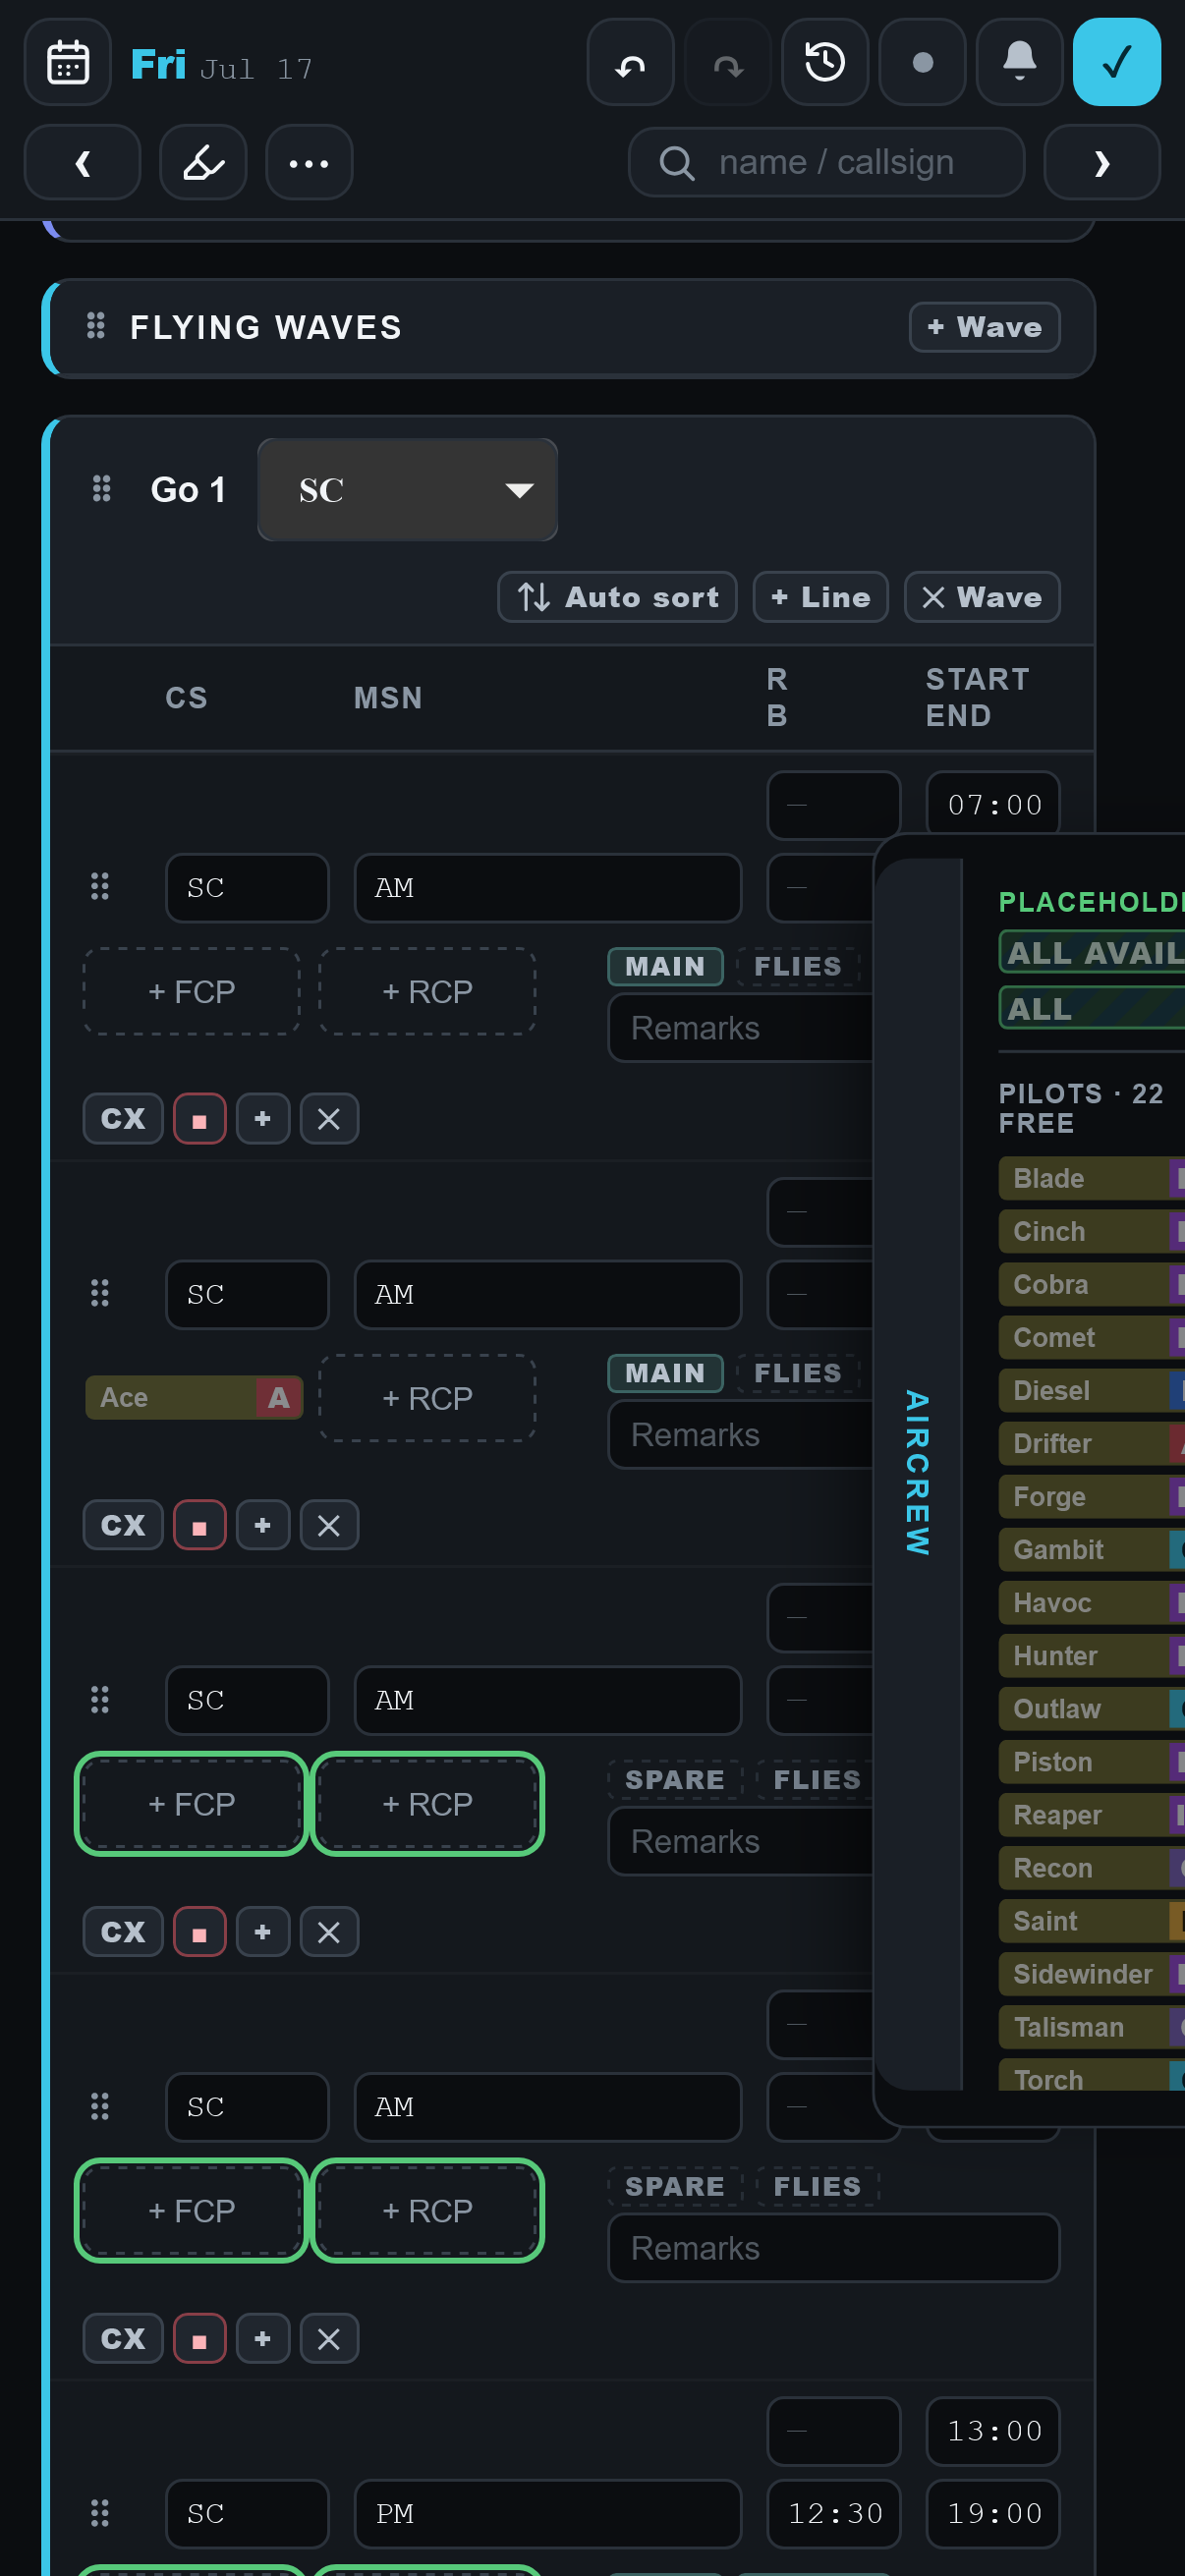 Fri Jul 17
name / callsign
FLYING WAVES
+ Wave
Go 1
SC
Auto sort
+ Line
× Wave
CS MSN R START
B END
— 07:00
SC AM —
+ FCP + RCP
MAIN FLIES
Remarks
CX + ×
—
SC AM —
Ace A + RCP
MAIN FLIES
Remarks
CX + ×
—
SC AM —
+ FCP + RCP
SPARE FLIES
Remarks
CX + ×
—
SC AM —
+ FCP + RCP
SPARE FLIES
Remarks
CX + ×
— 13:00
SC PM 12:30 19:00
AIRCREW
ALL AVAIL
ALL
PILOTS · 22
FREE
Blade
Cinch
Cobra
Comet
Diesel
Drifter
Forge
Gambit
Havoc
Hunter
Outlaw
Piston
Reaper
Recon
Saint
Sidewinder
Talisman
Torch